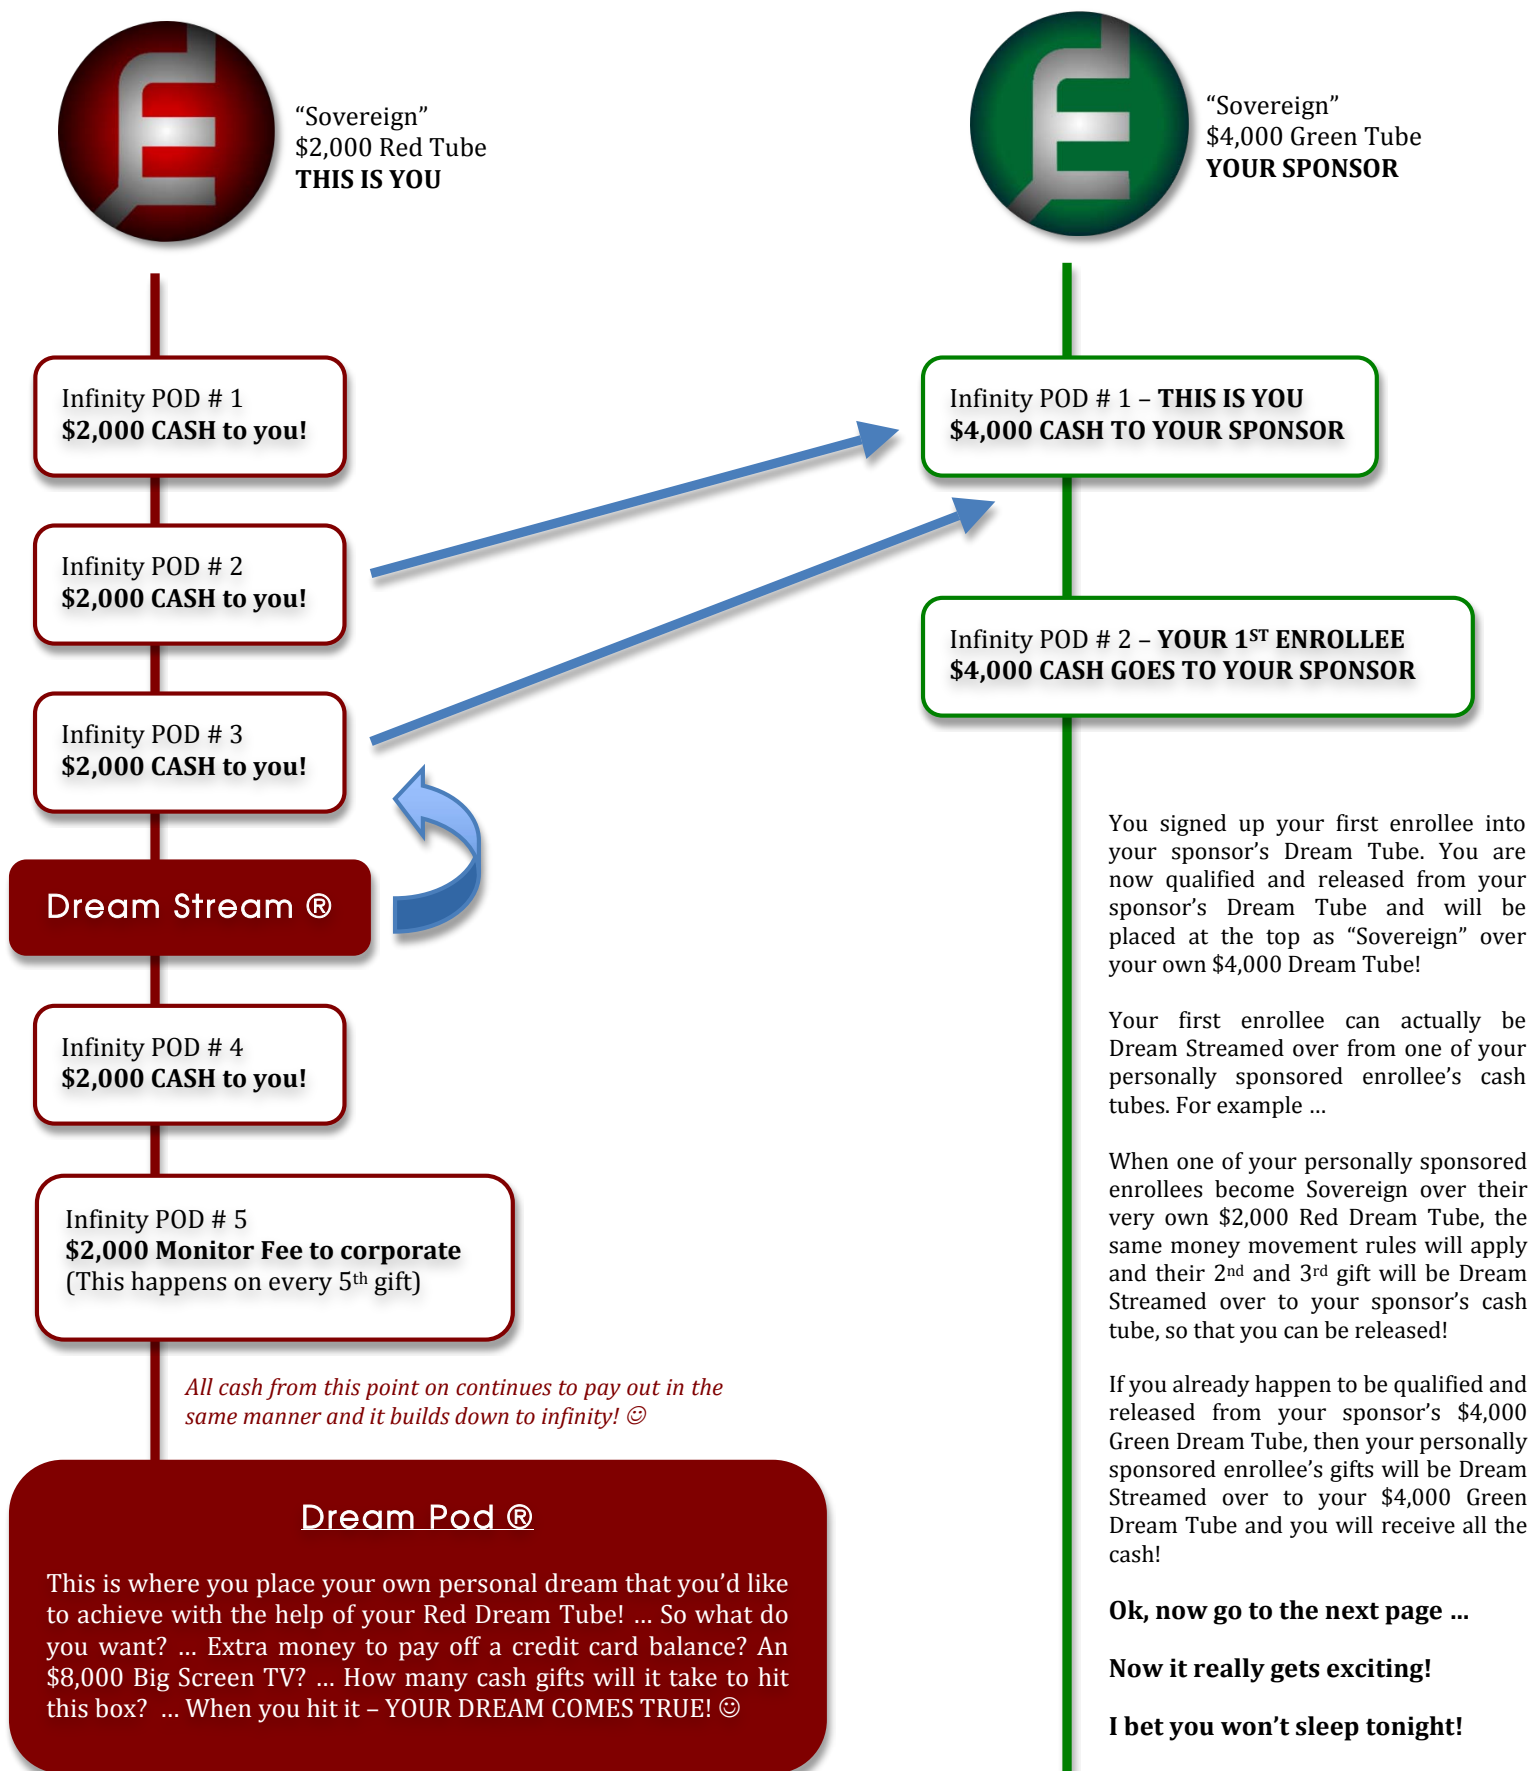 “Sovereign”
$2,000 Red Tube
THIS IS YOU
Infinity POD # 1
$2,000 CASH to you!
Infinity POD # 2
$2,000 CASH to you!
Infinity POD # 3
$2,000 CASH to you!
Dream Stream ®
Infinity POD # 4
$2,000 CASH to you!
Infinity POD # 5
$2,000 Monitor Fee to corporate
(This happens on every 5th gift)
All cash from this point on continues to pay out in the
same manner and it builds down to infinity! ☺
Dream Pod ®
This is where you place your own personal dream that you’d like
to achieve with the help of your Red Dream Tube! … So what do
you want? … Extra money to pay off a credit card balance? An
$8,000 Big Screen TV? … How many cash gifts will it take to hit
this box? … When you hit it – YOUR DREAM COMES TRUE! ☺
“Sovereign”
$4,000 Green Tube
YOUR SPONSOR
Infinity POD # 1 – THIS IS YOU
$4,000 CASH TO YOUR SPONSOR
Infinity POD # 2 – YOUR 1ST ENROLLEE
$4,000 CASH GOES TO YOUR SPONSOR
You signed up your first enrollee into
your sponsor’s Dream Tube. You are
now qualified and released from your
sponsor’s Dream Tube and will be
placed at the top as “Sovereign” over
your own $4,000 Dream Tube!
Your first enrollee can actually be
Dream Streamed over from one of your
personally sponsored enrollee’s cash
tubes. For example …
When one of your personally sponsored
enrollees become Sovereign over their
very own $2,000 Red Dream Tube, the
same money movement rules will apply
and their 2nd and 3rd gift will be Dream
Streamed over to your sponsor’s cash
tube, so that you can be released!
If you already happen to be qualified and
released from your sponsor’s $4,000
Green Dream Tube, then your personally
sponsored enrollee’s gifts will be Dream
Streamed over to your $4,000 Green
Dream Tube and you will receive all the
cash!
Ok, now go to the next page …
Now it really gets exciting!
I bet you won’t sleep tonight!